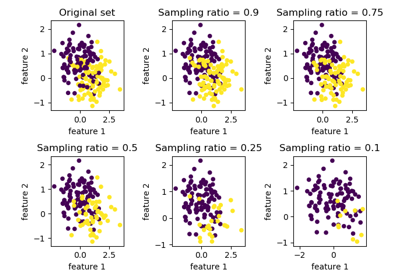 Original set
Sampling ratio = 0.9
Sampling ratio = 0.75
feature 2
2
1
0
−1
0.0
2.5
feature 1
feature 2
2
1
0
−1
0.0
2.5
feature 1
feature 2
2
1
0
−1
0.0
2.5
feature 1
Sampling ratio = 0.5
Sampling ratio = 0.25
Sampling ratio = 0.1
feature 2
2
1
0
−1
0.0
2.5
feature 1
feature 2
2
1
0
−1
0.0
2.5
feature 1
feature 2
2
1
0
−1
−2
0
feature 1